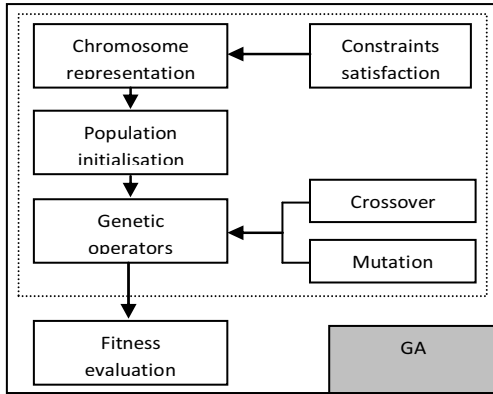 Chromosome
representation
Constraints
satisfaction
Population
initialisation
Genetic
operators
Crossover
Mutation
Fitness
evaluation
GA